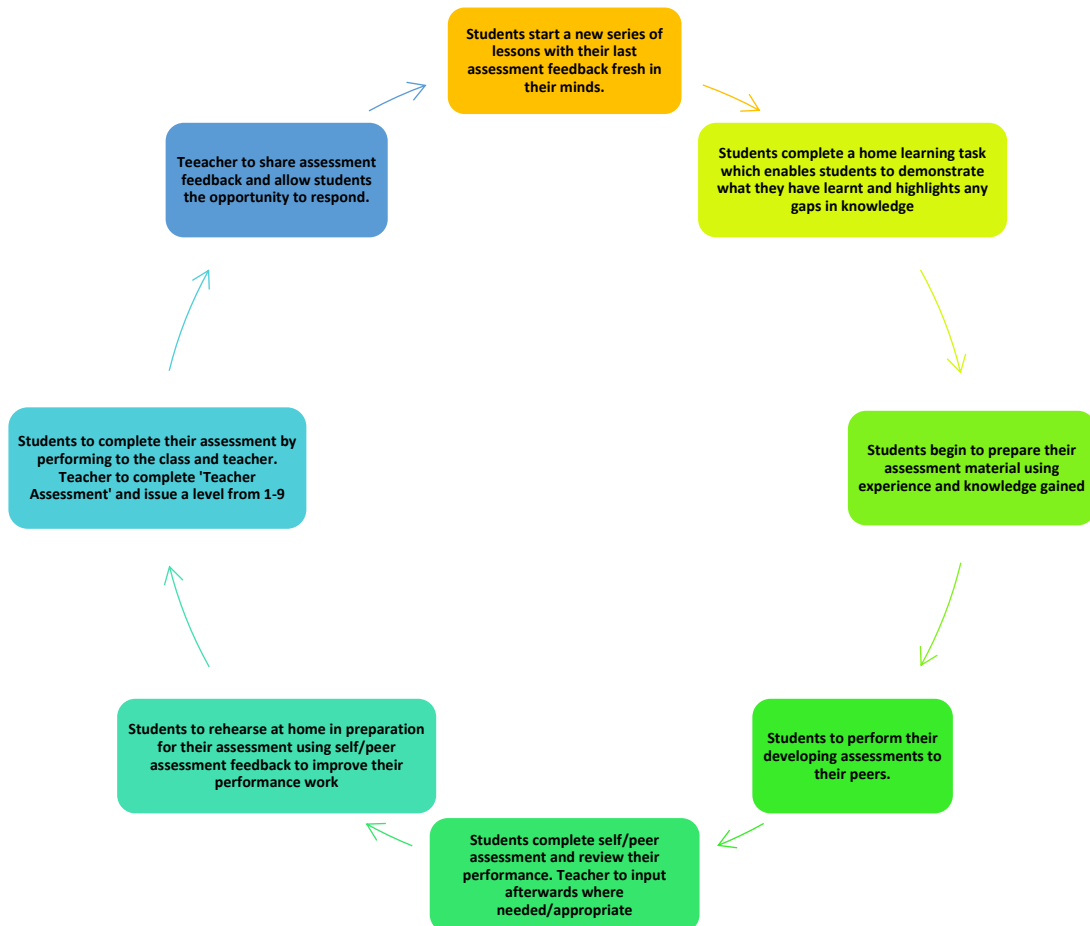 Students start a new series of
lessons with their last
assessment feedback fresh in
their minds.
Students complete a home learning task
which enables students to demonstrate
what they have learnt and highlights any
gaps in knowledge
Students begin to prepare their
assessment material using
experience and knowledge gained
Students to perform their
developing assessments to
their peers.
Students complete self/peer
assessment and review their
performance. Teacher to input
afterwards where
needed/appropriate
Students to rehearse at home in preparation
for their assessment using self/peer
assessment feedback to improve their
performance work
Students to complete their assessment by
performing to the class and teacher.
Teacher to complete 'Teacher
Assessment' and issue a level from 1-9
Teeacher to share assessment
feedback and allow students
the opportunity to respond.